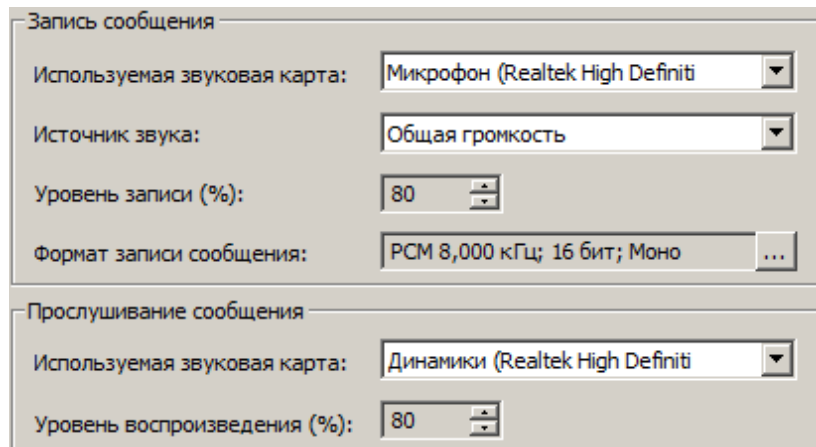 Запись сообщения
Используемая звуковая карта: Микрофон (Realtek High Definiti
Источник звука: Общая громкость
Уровень записи (%): 80
Формат записи сообщения: PCM 8,000 кГц; 16 бит; Моно ...
Прослушивание сообщения
Используемая звуковая карта: Динамики (Realtek High Definiti
Уровень воспроизведения (%): 80